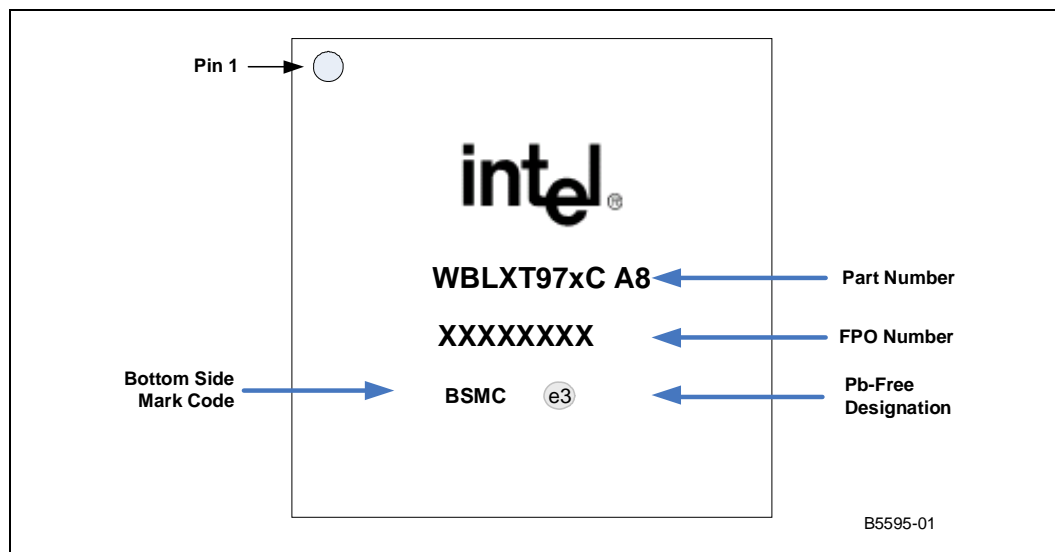 Pin 1
intel®
WBLXT97xC A8
Part Number
XXXXXXXX
FPO Number
Bottom Side
Mark Code
BSMC
e3
Pb-Free
Designation
B5595-01